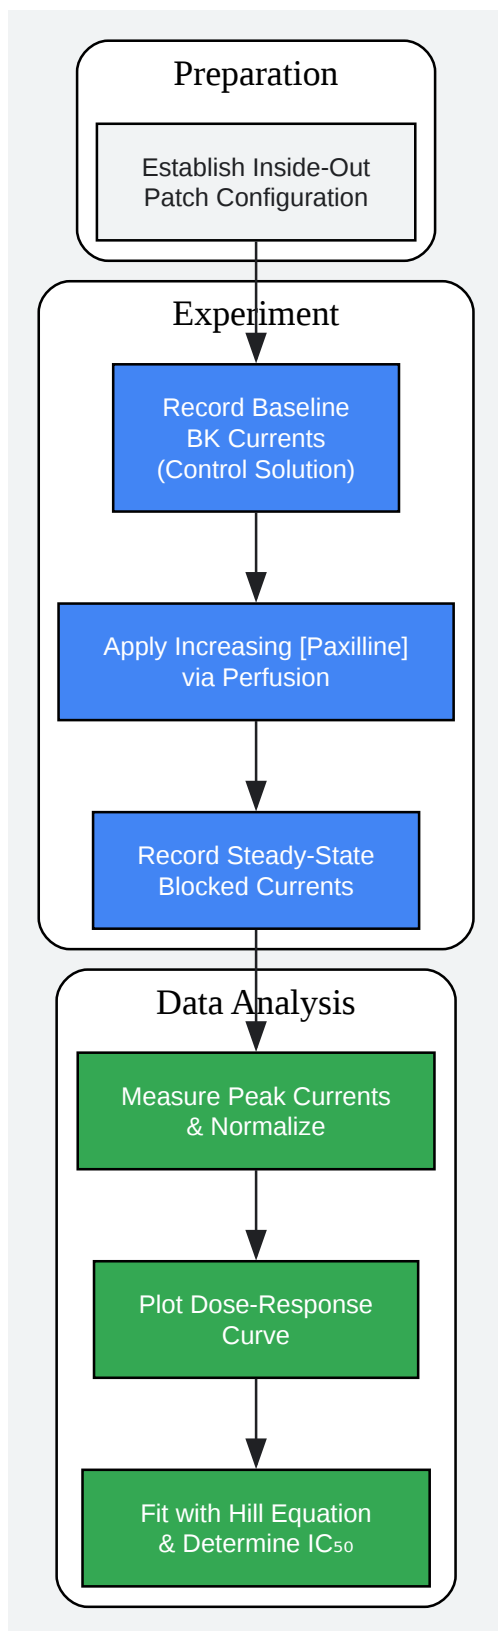 Preparation
Establish Inside-Out
Patch Configuration
Experiment
Record Baseline
BK Currents
(Control Solution)
Apply Increasing [Paxilline]
via Perfusion
Record Steady-State
Blocked Currents
Data Analysis
Measure Peak Currents
& Normalize
Plot Dose-Response
Curve
Fit with Hill Equation
& Determine IC₅₀